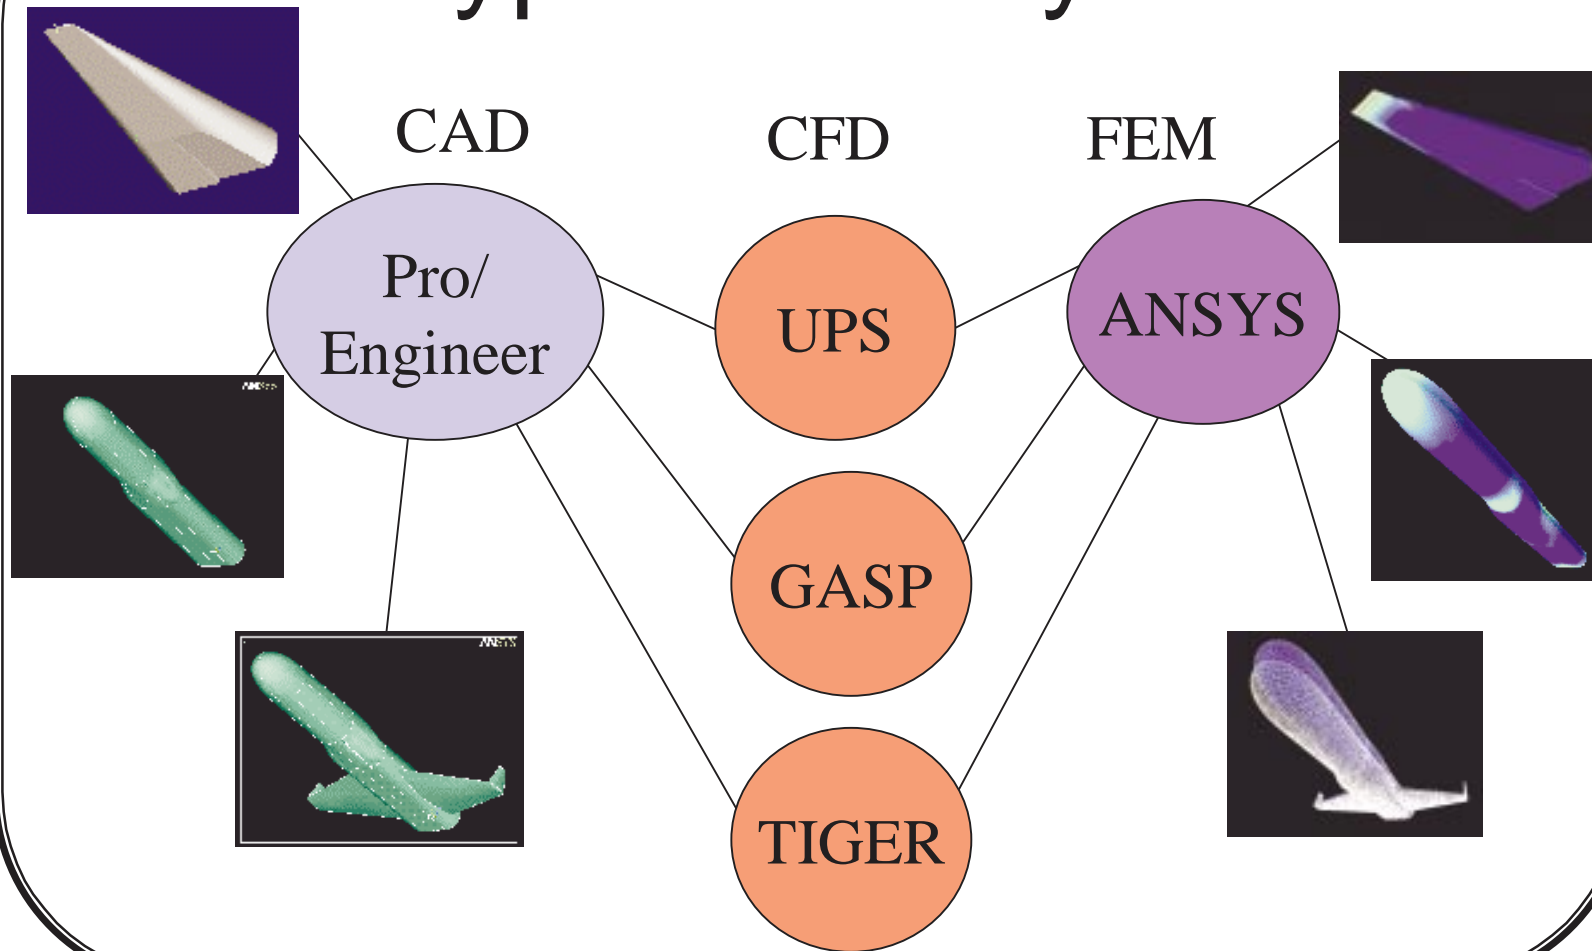 CAD
CFD
FEM
Pro/
Engineer
UPS
ANSYS
GASP
TIGER